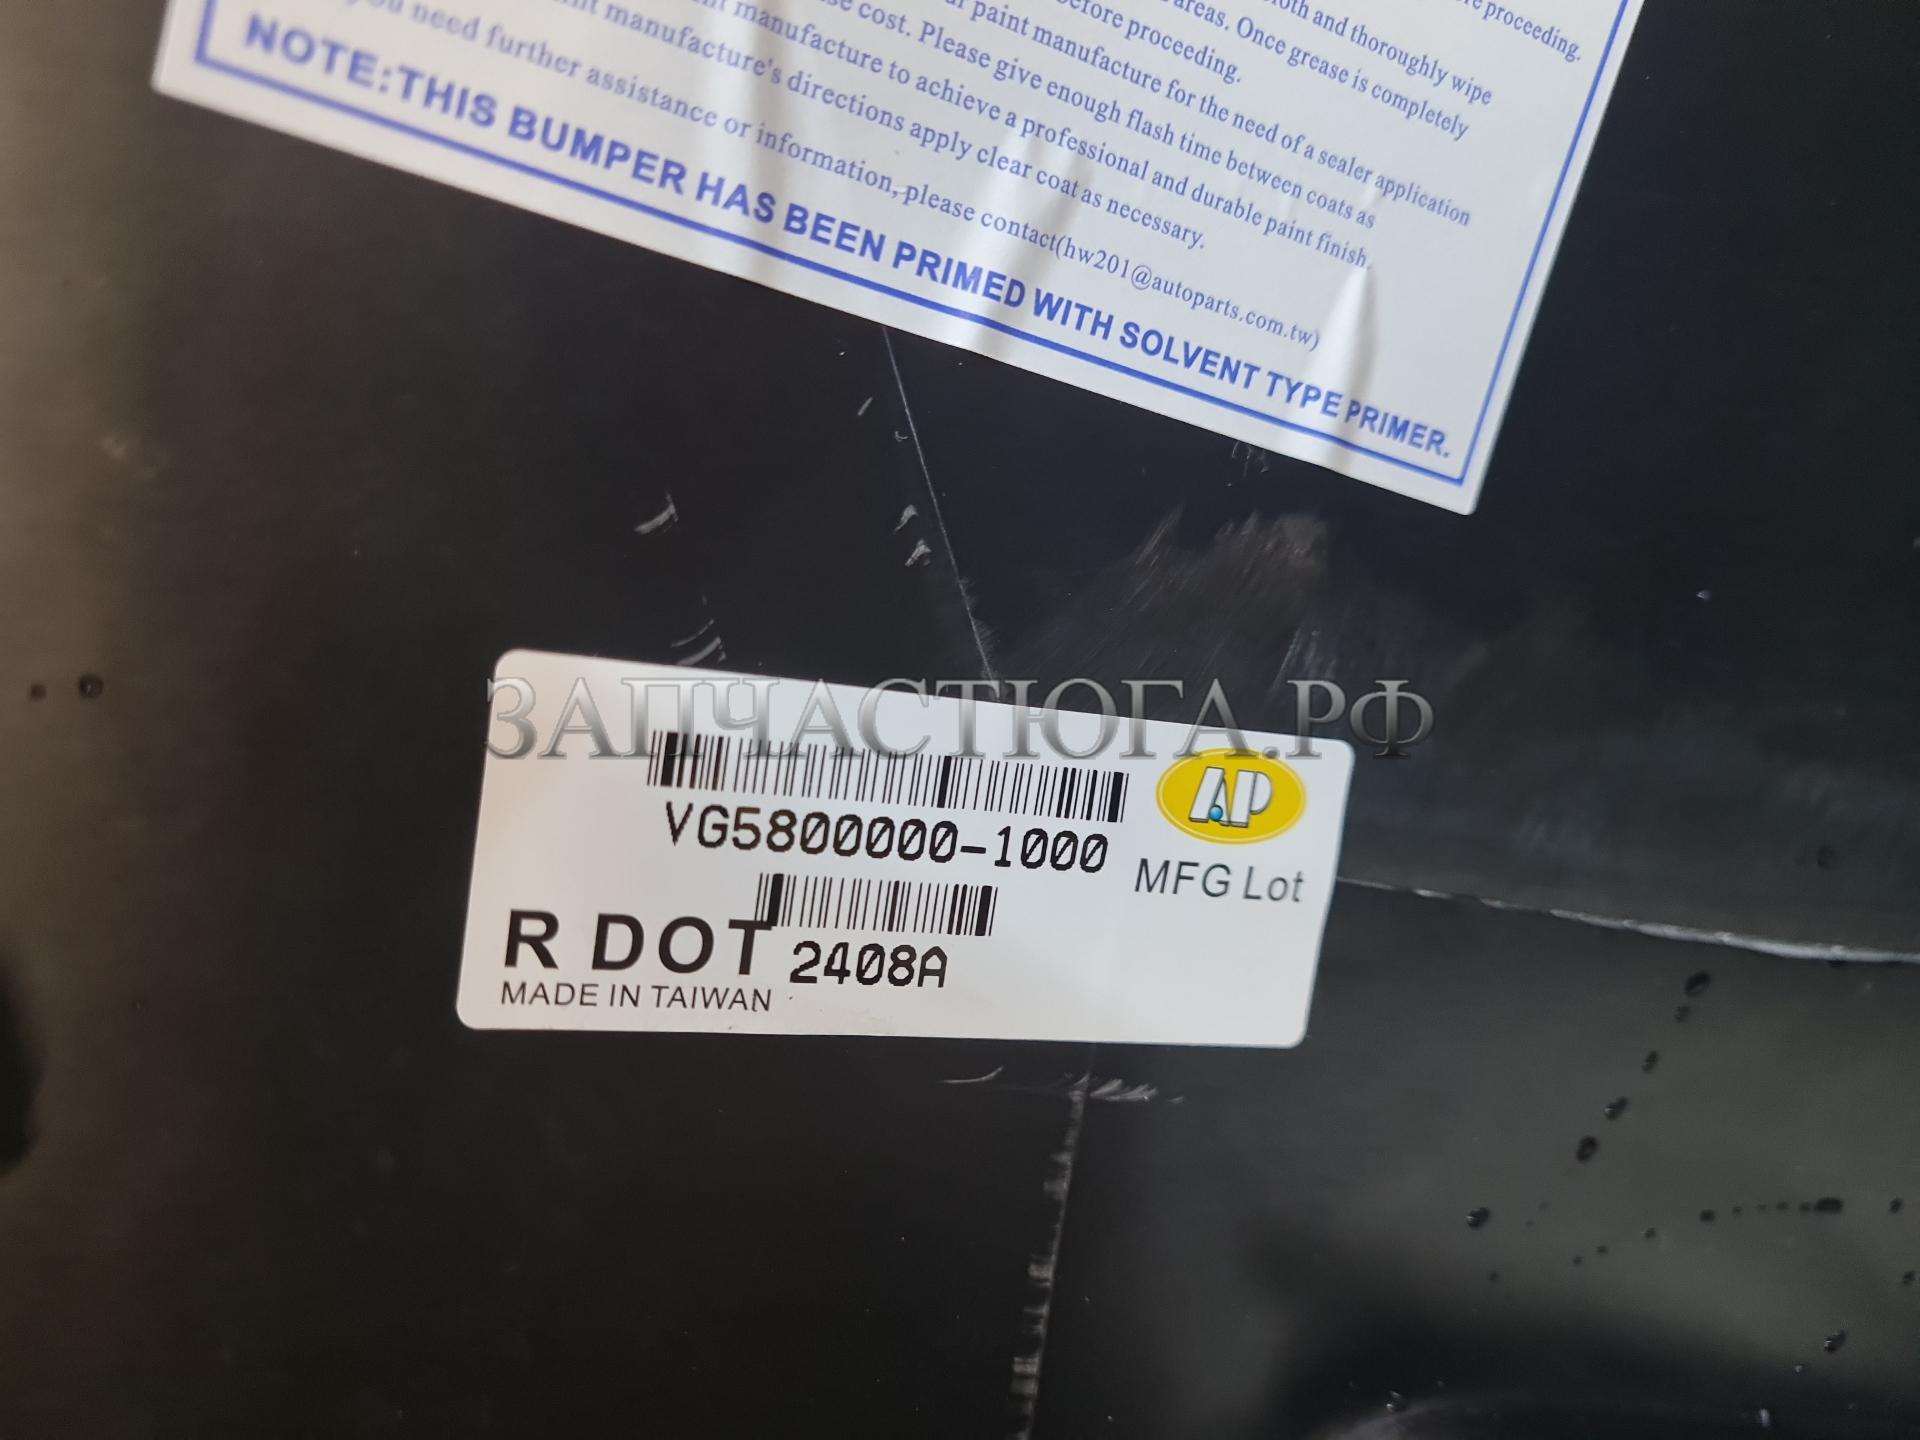 re proceeding.
oth and thoroughly wipe
areas. Once grease is completely
before proceeding.
paint manufacture for the need of a sealer application
se cost. Please give enough flash time between coats as
manufacture to achieve a professional and durable paint finish.
nt manufacture's directions apply clear coat as necessary.
you need further assistance or information, please contact(hw201@autoparts.com.tw)
NOTE:THIS BUMPER HAS BEEN PRIMED WITH SOLVENT TYPE PRIMER.
ЗАПЧАСТЮГА.РФ
AP
VG5800000-1000
MFG Lot
R DOT 2408A
MADE IN TAIWAN